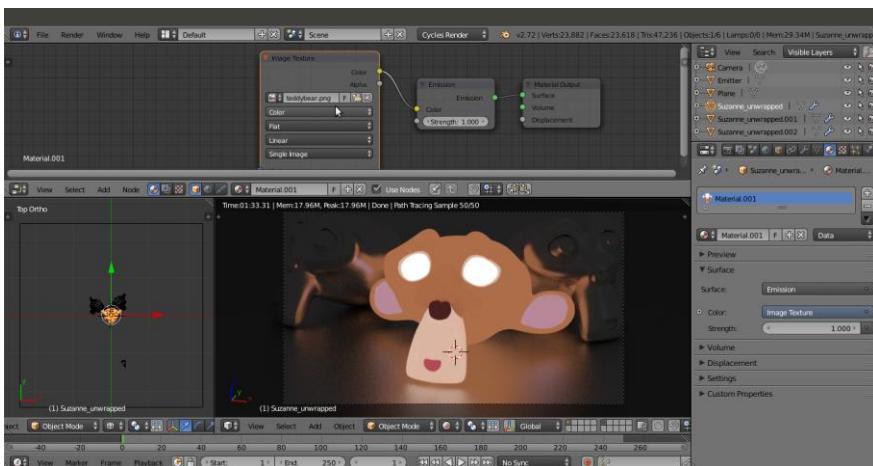 File Render Window Help Default Scene Cycles Render v2.72 | Verts:23,882 | Faces:23,618 | Tris:47,236 | Objects:1/6 | Lamps:0/0 | Mem:29.34M | Suzanne_unwrapp
View Search Visible Layers
Image Texture
Color
Alpha
teddybear.png F
Color
Flat
Linear
Single Image
Emission
Emission
Color
Strength: 1.000
Material Output
Surface
Volume
Displacement
Material.001
Camera
Emitter
Plane
Suzanne_unwrapped
Suzanne_unwrapped.001
Suzanne_unwrapped.002
Suzanne_unwra... Material....
Material.001
View Select Add Node Material.001 F Use Nodes
Top Ortho
Time:01:33.31 | Mem:17.96M, Peak:17.96M | Done | Path Tracing Sample 50/50
Material.001 F Data
Preview
Surface
Surface: Emission
Color: Image Texture
Strength: 1.000
Volume
Displacement
Settings
Custom Properties
(1) Suzanne_unwrapped
(1) Suzanne_unwrapped
ject Object Mode View Select Add Object Object Mode Global
-40 -20 0 20 40 60 80 100 120 140 160 180 200 220 240 260
View Marker Frame Playback Start: 1 End: 250 1 No Sync